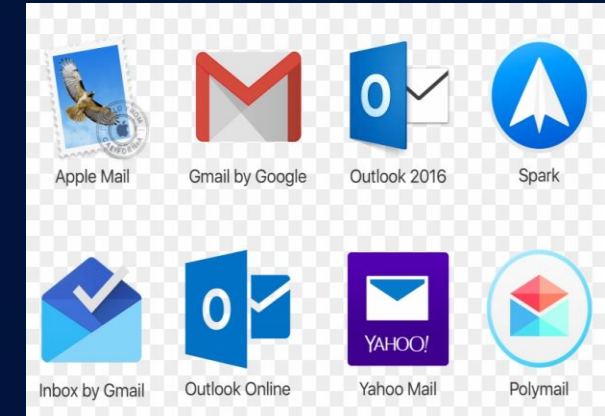 Apple Mail
Gmail by Google
Outlook 2016
Spark
YAHOO!
Inbox by Gmail
Outlook Online
Yahoo Mail
Polymail